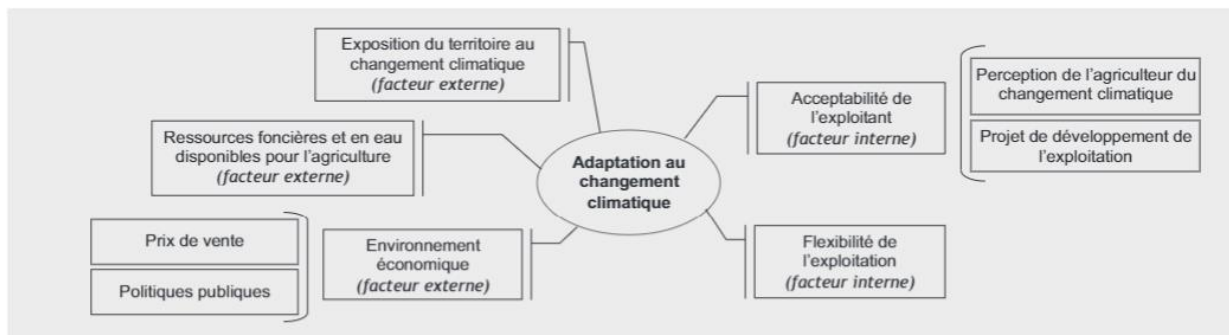 Exposition du territoire au
changement climatique
(facteur externe)
Ressources foncières et en eau
disponibles pour l'agriculture
(facteur externe)
Prix de vente
Politiques publiques
Environnement
économique
(facteur externe)
Adaptation au
changement
climatique
Acceptabilité de
l'exploitant
(facteur interne)
Perception de l'agriculteur du
changement climatique
Projet de développement de
l'exploitation
Flexibilité de
l'exploitation
(facteur interne)